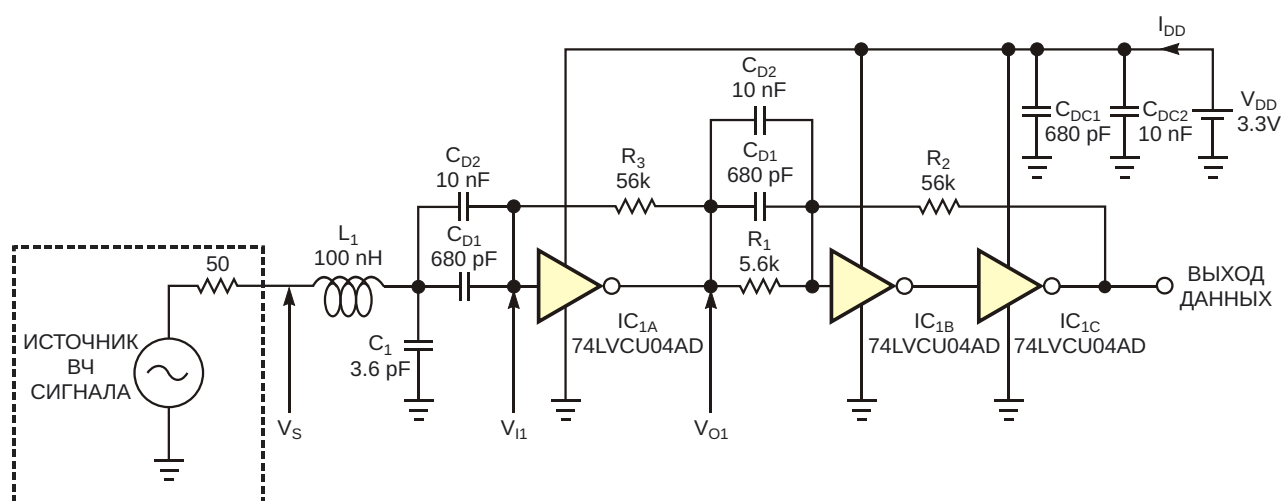 I_DD
C_D2
10 nF
V_DD
3.3V
C_DC1
680 pF
C_DC2
10 nF
C_D2
10 nF
R_3
56k
C_D1
680 pF
R_2
56k
L_1
100 nH
C_D1
680 pF
R_1
5.6k
50
ВЫХОД
ДАННЫХ
ИСТОЧНИК
ВЧ
СИГНАЛА
C_1
3.6 pF
IC_1A
74LVCU04AD
IC_1B
74LVCU04AD
IC_1C
74LVCU04AD
V_S
V_I1
V_O1